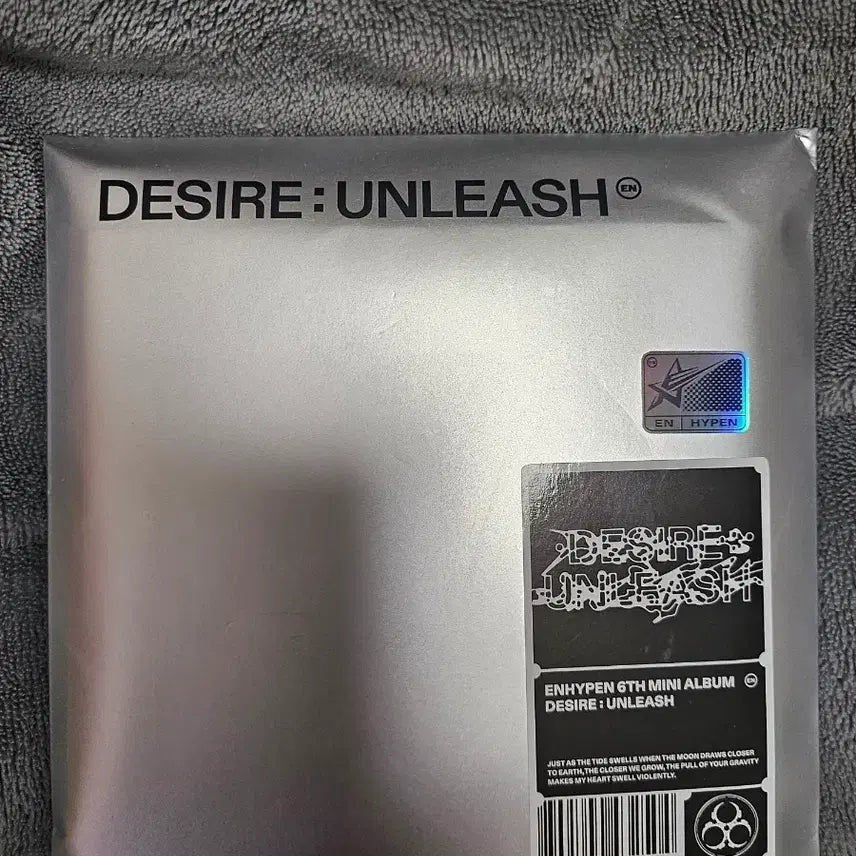 DESIRE : UNLEASH EN
EN HYPEN
DESIRE :
UNLEASH
ENHYPEN 6TH MINI ALBUM EN
DESIRE : UNLEASH
JUST AS THE TIDE SWELLS WHEN THE MOON DRAWS CLOSER
TO EARTH, THE CLOSER WE GROW, THE PULL OF YOUR GRAVITY
MAKES MY HEART SWELL VIOLENTLY.